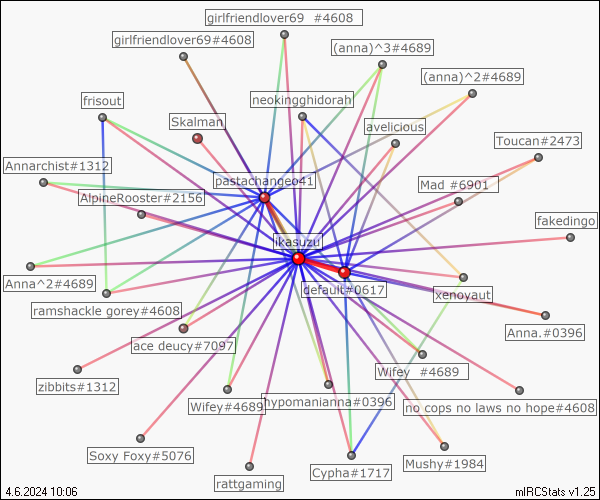 girlfriendlover69  #4608
girlfriendlover69#4608
(anna)^3#4689
(anna)^2#4689
frisout
neokingghidorah
Skalman
avelicious
Toucan#2473
Annarchist#1312
pastachangeo41
Mad #6901
AlpineRooster#2156
fakedingo
ikasuzu
Anna^2#4689
default#0617
xenoyaut
ramshackle gorey#4608
Anna.#0396
ace deucy#7097
Wifey  #4689
zibbits#1312
Wifey#4689
hypomanianna#0396
no cops no laws no hope#4608
Soxy Foxy#5076
Mushy#1984
Cypha#1717
rattgaming
4.6.2024 10:06
mIRCStats v1.25